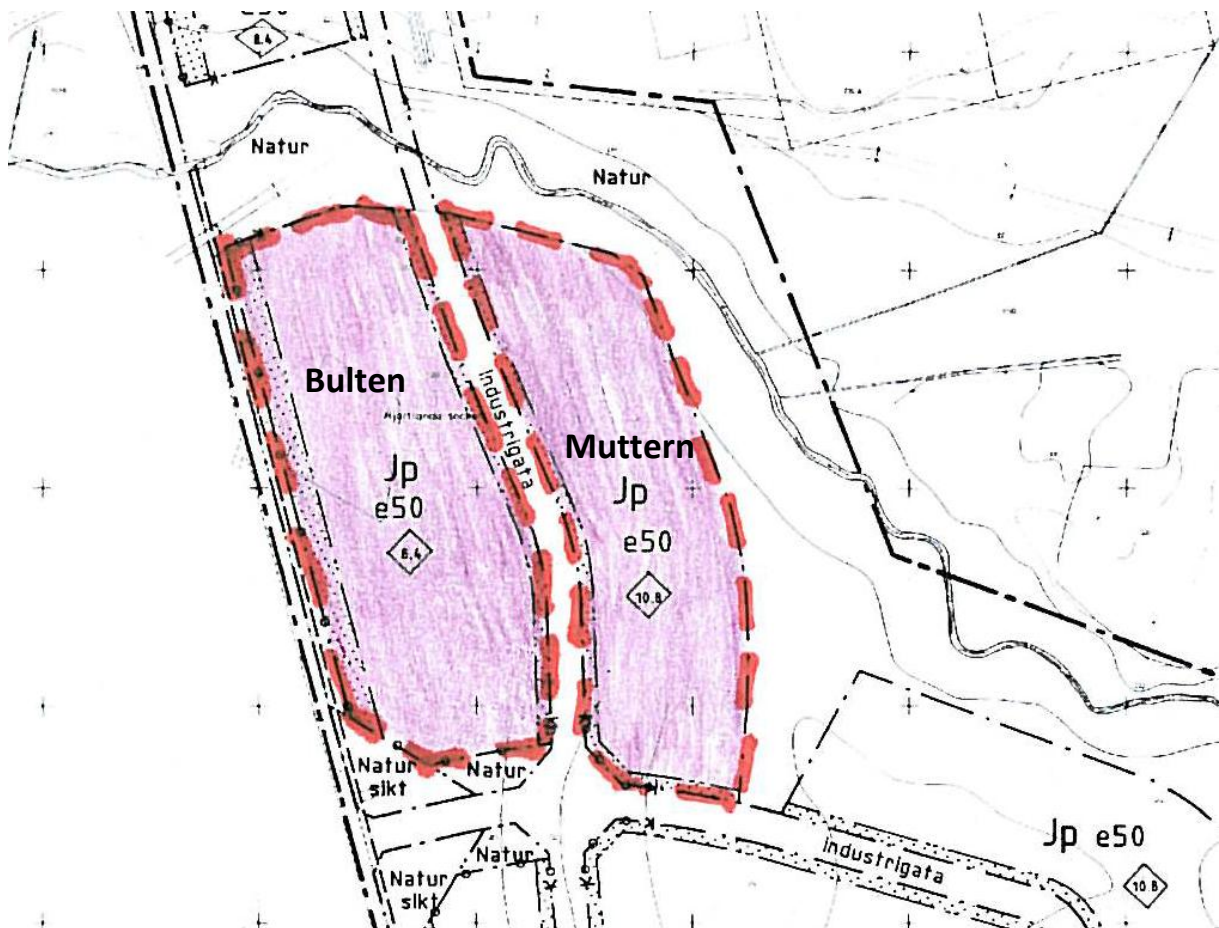 e50
8.4
Natur
Natur
Bulten
Industrigata
Muttern
Jp
e50
8,4
Jp
e50
10.8
Natur
sikt
Natur
Natur
Natur
sikt
Industrigata
Jp e50
10.8